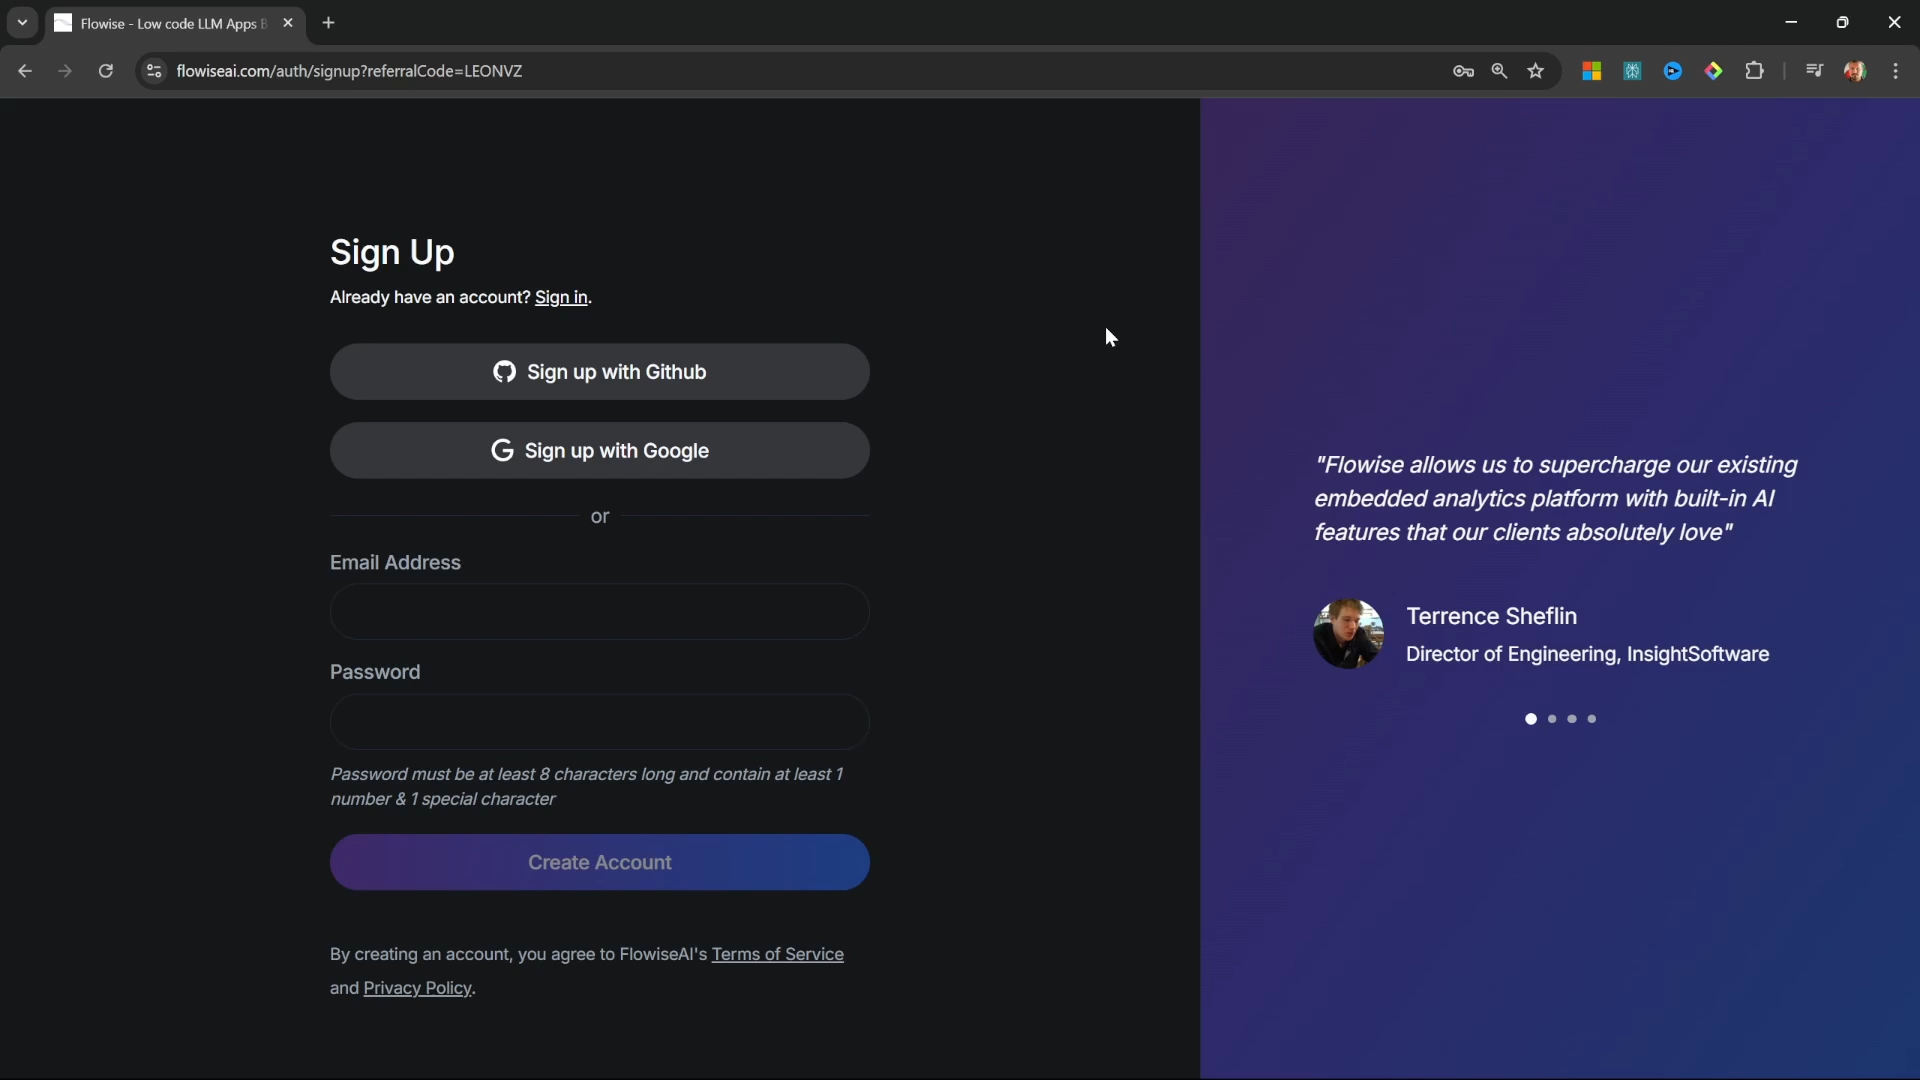 Flowise - Low code LLM Apps B
flowiseai.com/auth/signup?referralCode=LEONVZ
Sign Up
Already have an account? Sign in.
Sign up with Github
Sign up with Google
or
Email Address
Password
Password must be at least 8 characters long and contain at least 1
number & 1 special character
Create Account
By creating an account, you agree to FlowiseAI's Terms of Service
and Privacy Policy.
"Flowise allows us to supercharge our existing
embedded analytics platform with built-in AI
features that our clients absolutely love"
Terrence Sheflin
Director of Engineering, InsightSoftware